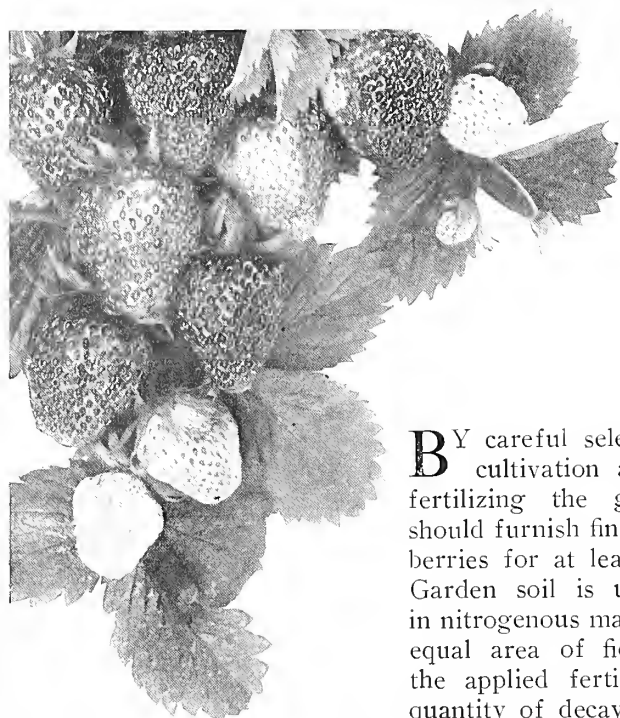 BY careful sele
cultivation a
fertilizing the g
should furnish fin
berries for at lea
Garden soil is u
in nitrogenous ma
equal area of fie
the applied ferti
quantity of decay